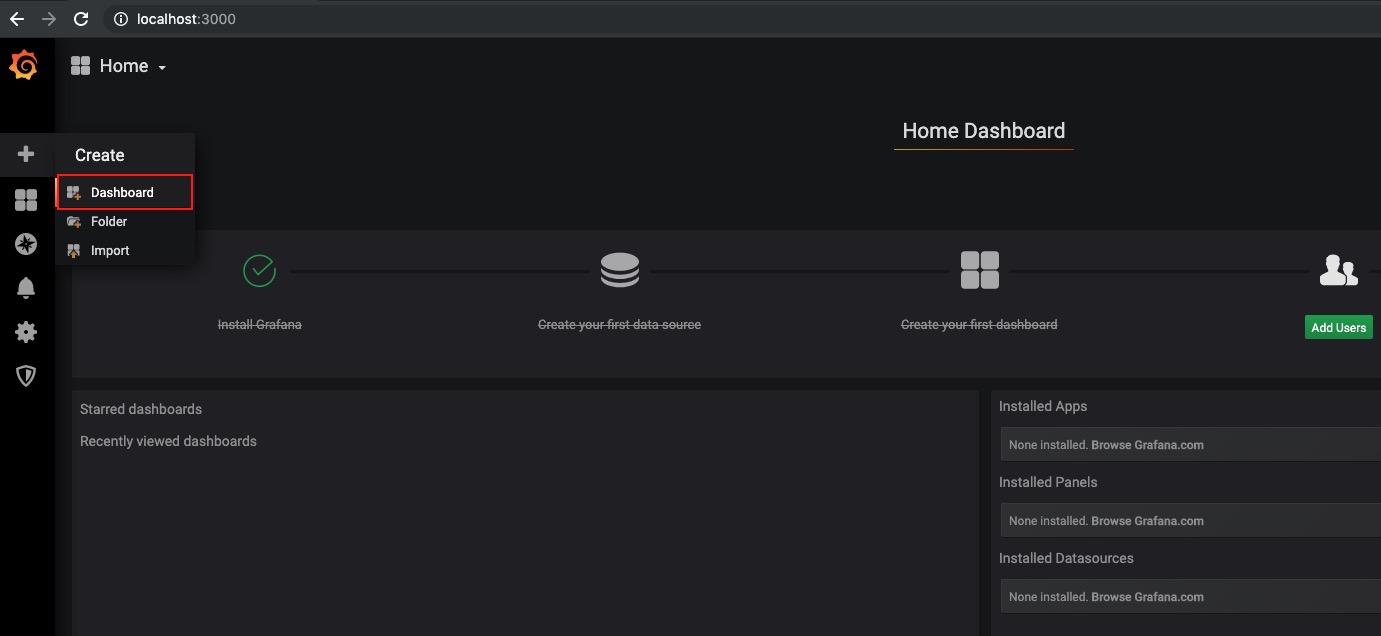 localhost:3000
Home
Home Dashboard
Create
Dashboard
Folder
Import
Install Grafana
Create your first data source
Create your first dashboard
Add Users
Starred dashboards
Recently viewed dashboards
Installed Apps
None installed. Browse Grafana.com
Installed Panels
None installed. Browse Grafana.com
Installed Datasources
None installed. Browse Grafana.com